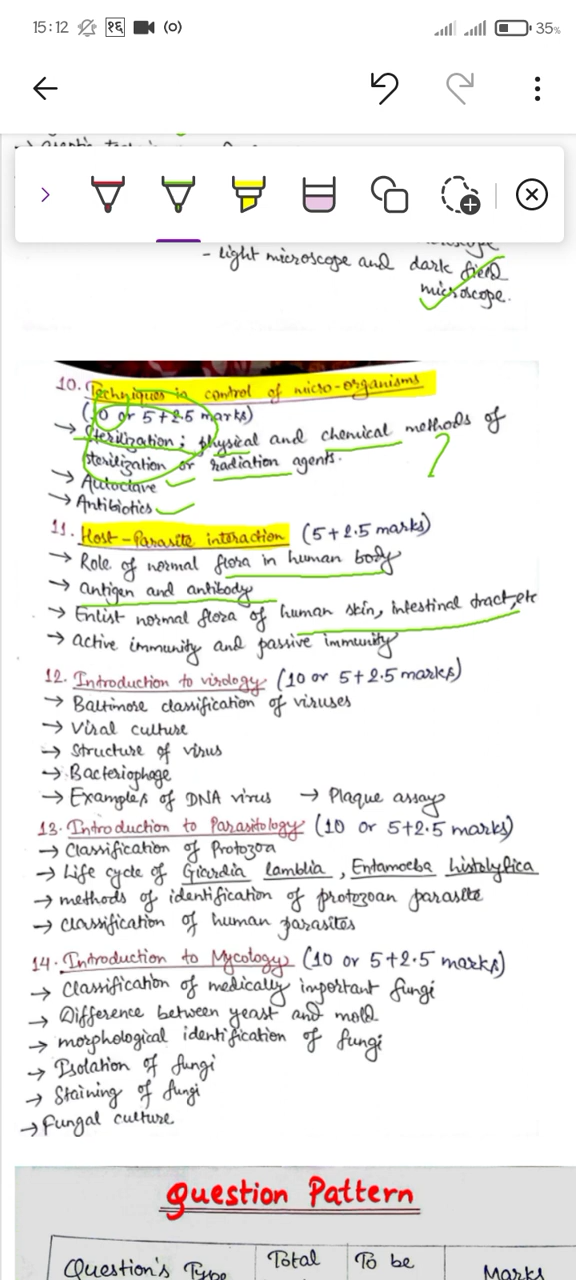 15:12 १६ 35%
- light microscope and dark field
microscope.
10. Techniques in control of micro-organisms
(10 or 5+2.5 marks)
→ Sterilization; physical and chemical methods of
sterilization or radiation agents. ?
→ Autoclave
→ Antibiotics
11. Host-Parasite interaction (5+2.5 marks)
→ Role of normal flora in human body
→ antigen and antibody
→ Enlist normal flora of human skin, intestinal tract, etc
→ active immunity and passive immunity
12. Introduction to virology (10 or 5+2.5 marks)
→ Baltimore classification of viruses
→ Viral culture
→ Structure of virus
→ Bacteriophage
→ Examples of DNA virus → Plaque assay
13. Introduction to Parasitology (10 or 5+2.5 marks)
→ Classification of Protozoa
→ Life cycle of Giardia lamblia, Entamoeba histolytica
→ methods of identification of protozoan parasite
→ classification of human parasites
14. Introduction to Mycology (10 or 5+2.5 marks)
→ Classification of medically important fungi
→ Difference between yeast and mold
→ morphological identification of fungi
→ Isolation of fungi
→ Staining of fungi
→ Fungal culture
Question Pattern
Question's Type Total To be Marks